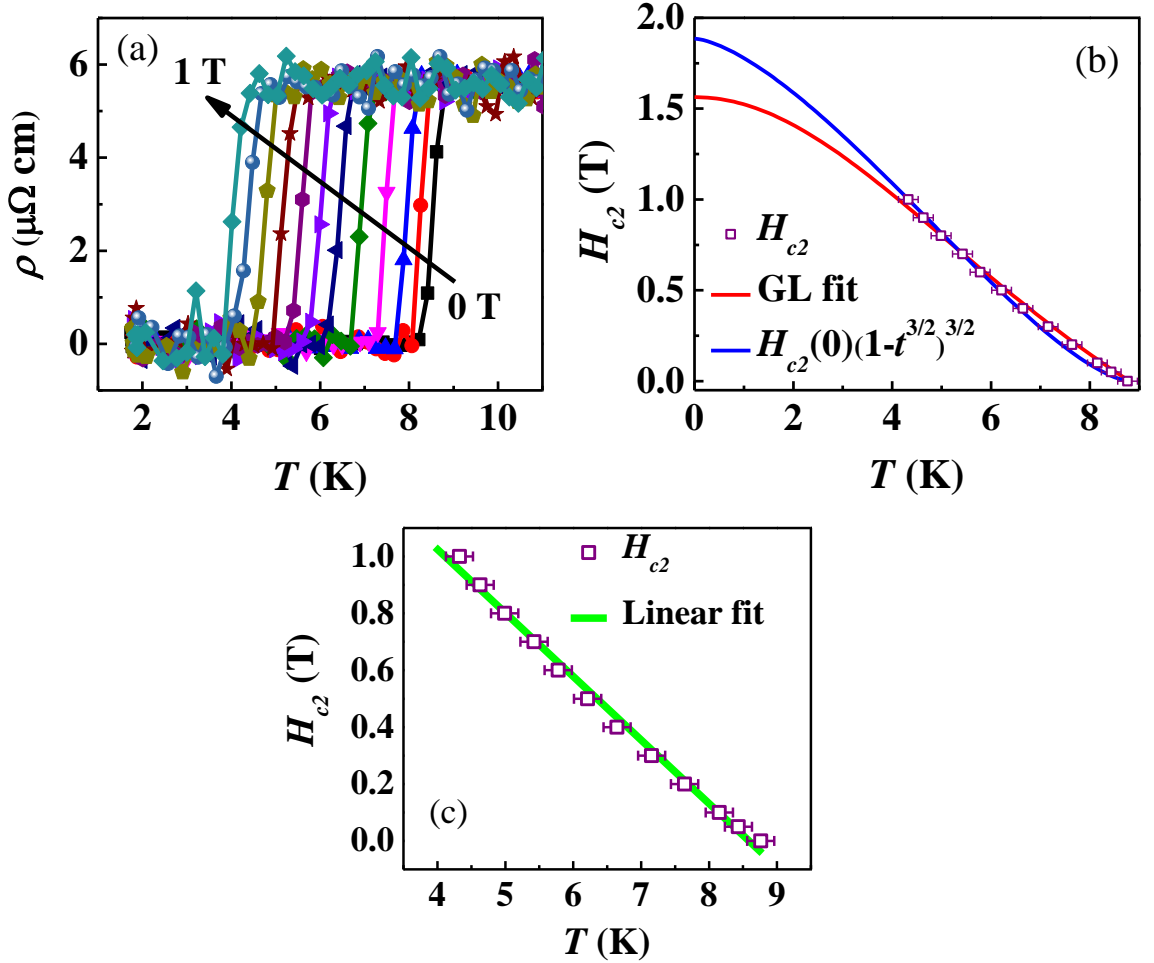 (a)
1 T
0 T
6
4
2
0
ρ (μΩ cm)
2 4 6 8 10
T (K)
(b)
2.0
1.5
1.0
0.5
0.0
H_c2 (T)
H_c2
GL fit
H_c2(0)(1-t^3/2)^3/2
0 2 4 6 8
T (K)
(c)
1.0
0.8
0.6
0.4
0.2
0.0
H_c2 (T)
H_c2
Linear fit
4 5 6 7 8 9
T (K)